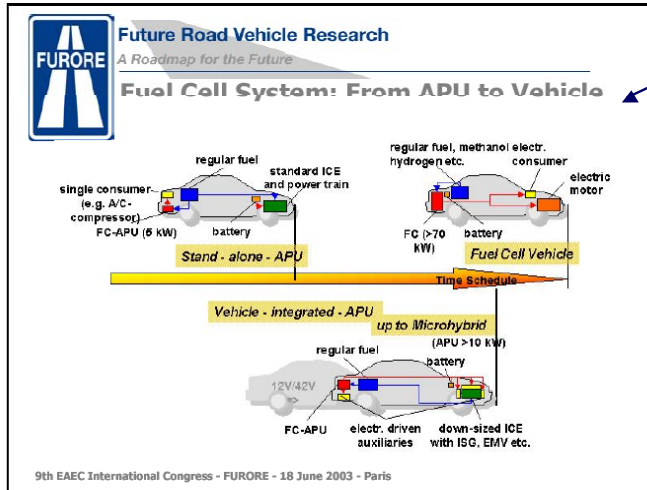 FURORE
Future Road Vehicle Research
A Roadmap for the Future
Fuel Cell System: From APU to Vehicle
regular fuel
standard ICE
and power train
single consumer
(e.g. A/C-
compressor)
FC-APU (5 kW)
battery
Stand - alone - APU
regular fuel, methanol electr.
hydrogen etc.
consumer
electric
motor
FC (>70
kW)
battery
Fuel Cell Vehicle
Time Schedule
Vehicle - integrated - APU
up to Microhybrid
(APU >10 kW)
regular fuel
battery
12V/42V
=>
FC-APU
electr. driven
auxiliaries
down-sized ICE
with ISG, EMV etc.
9th EAEC International Congress - FURORE - 18 June 2003 - Paris